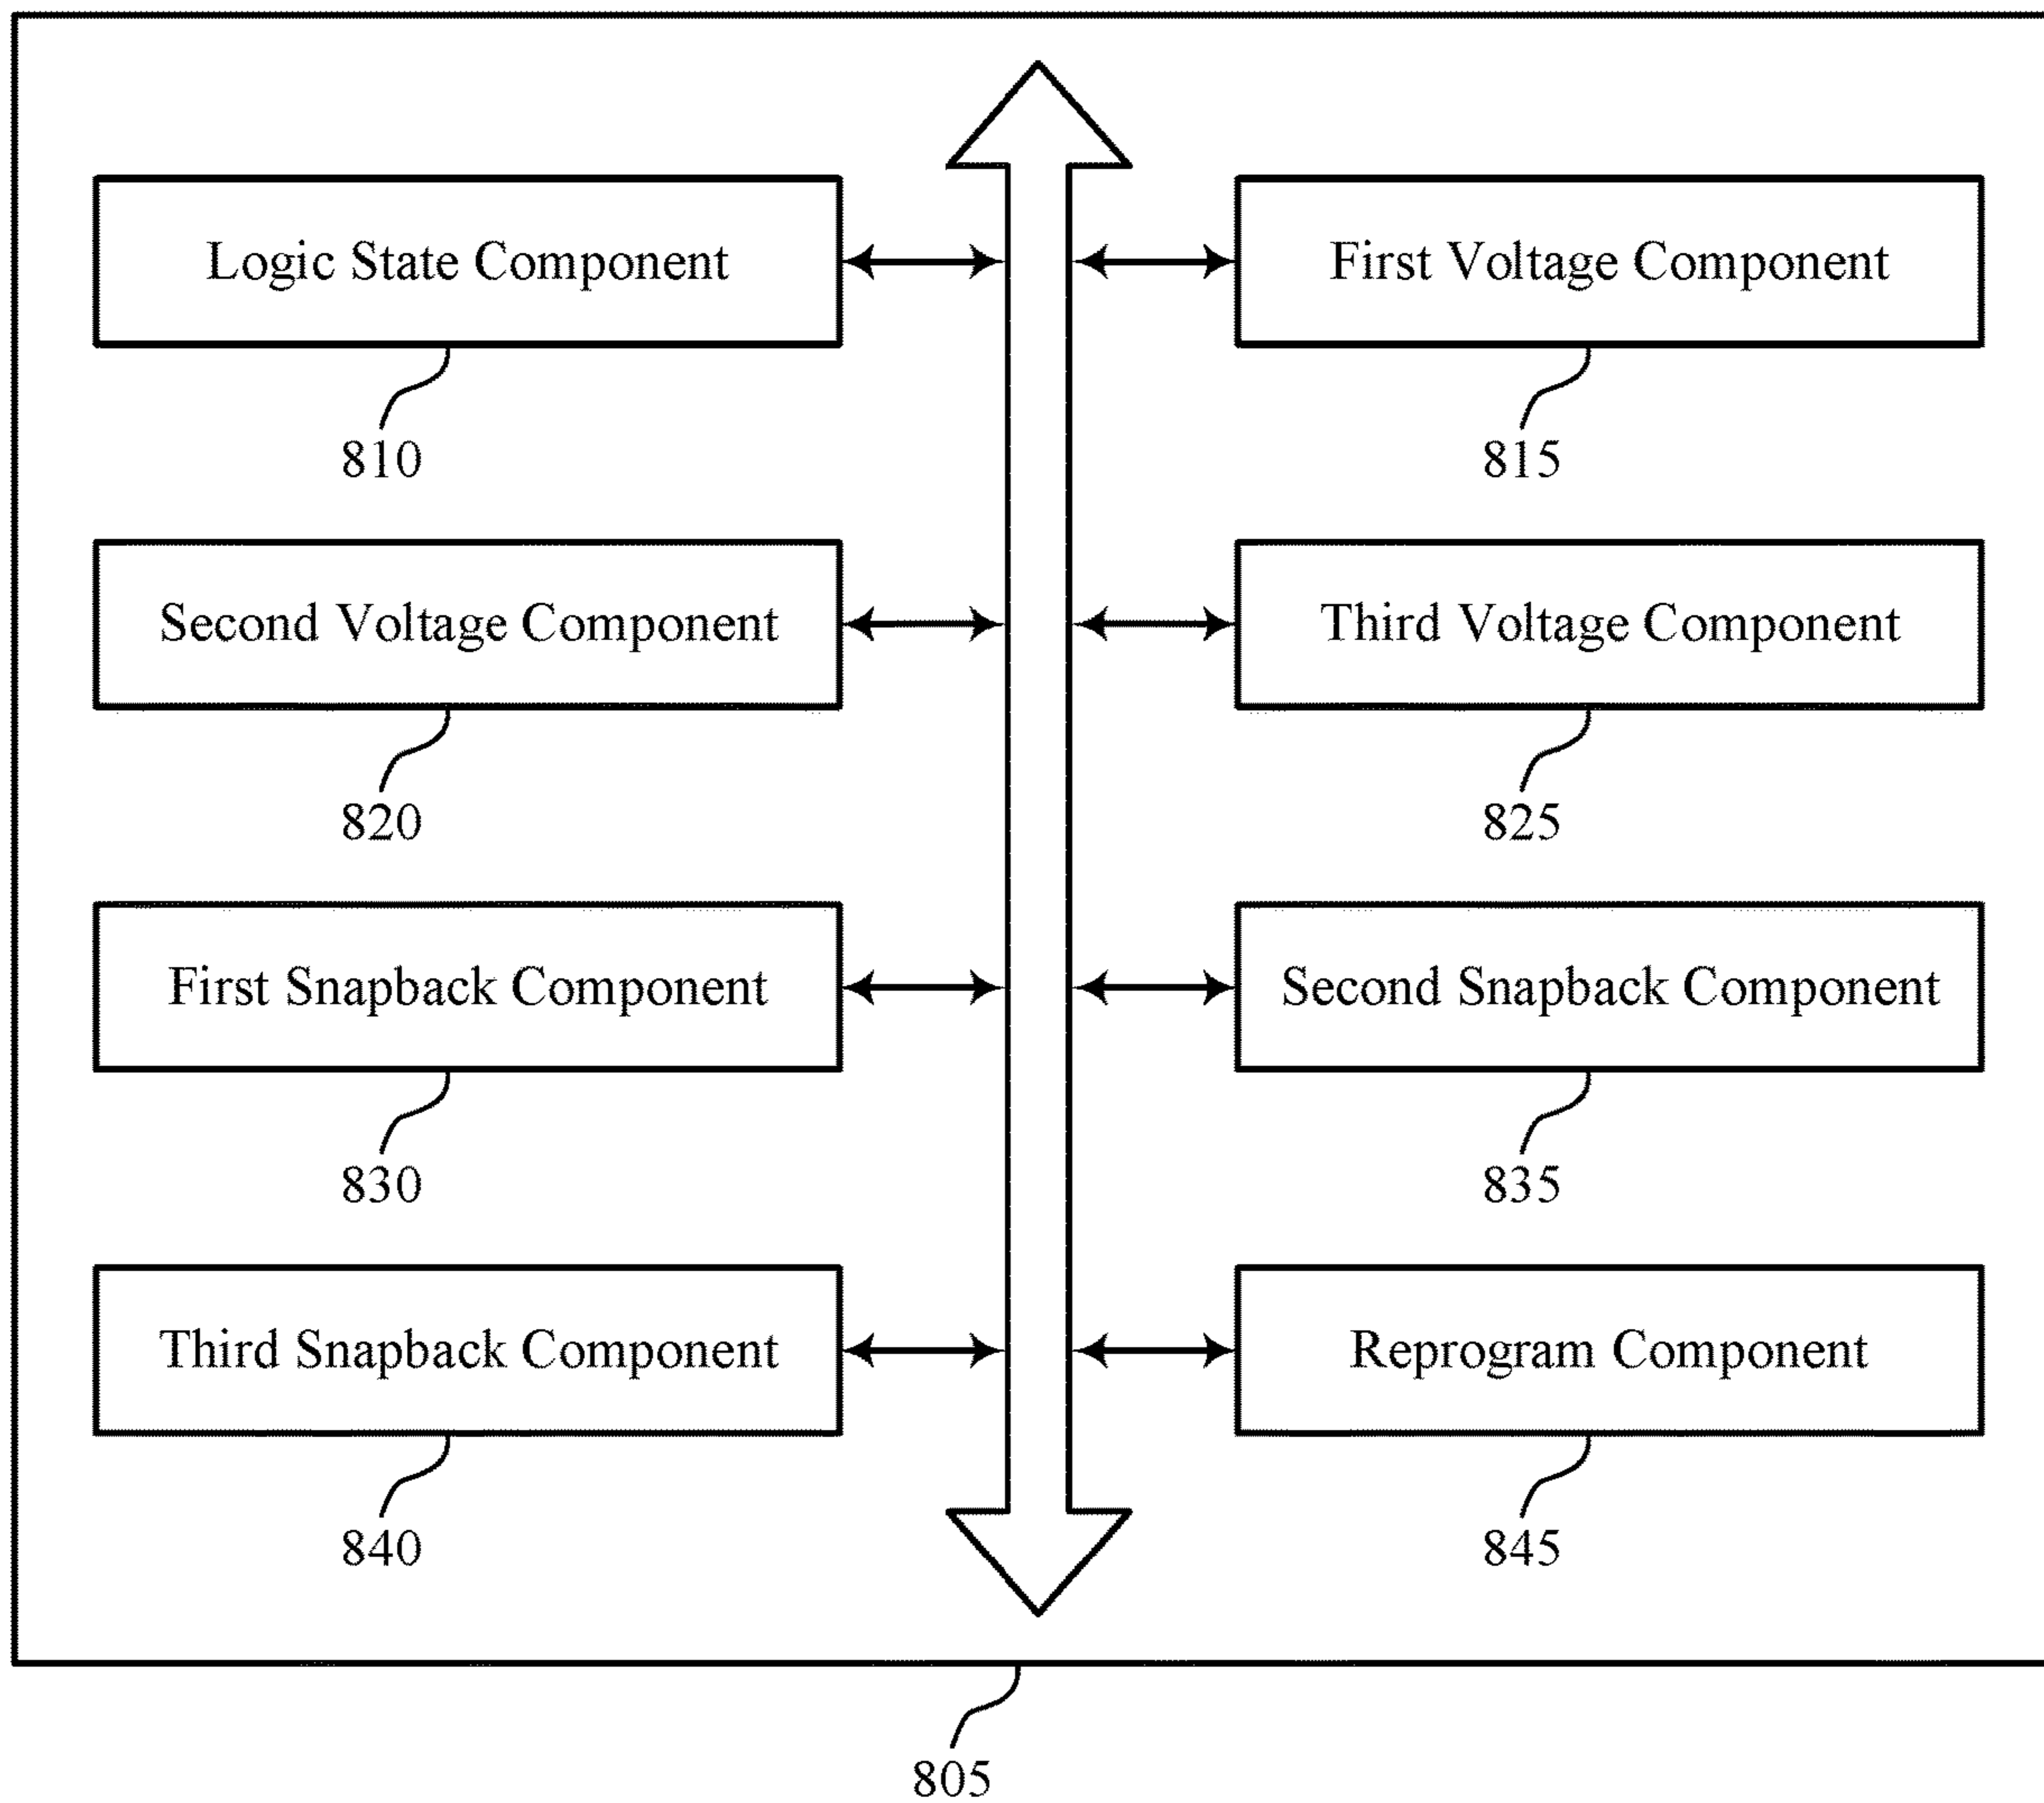 Logic State Component
First Voltage Component
810
815
Second Voltage Component
Third Voltage Component
820
825
First Snapback Component
Second Snapback Component
830
835
Third Snapback Component
Reprogram Component
840
845
805